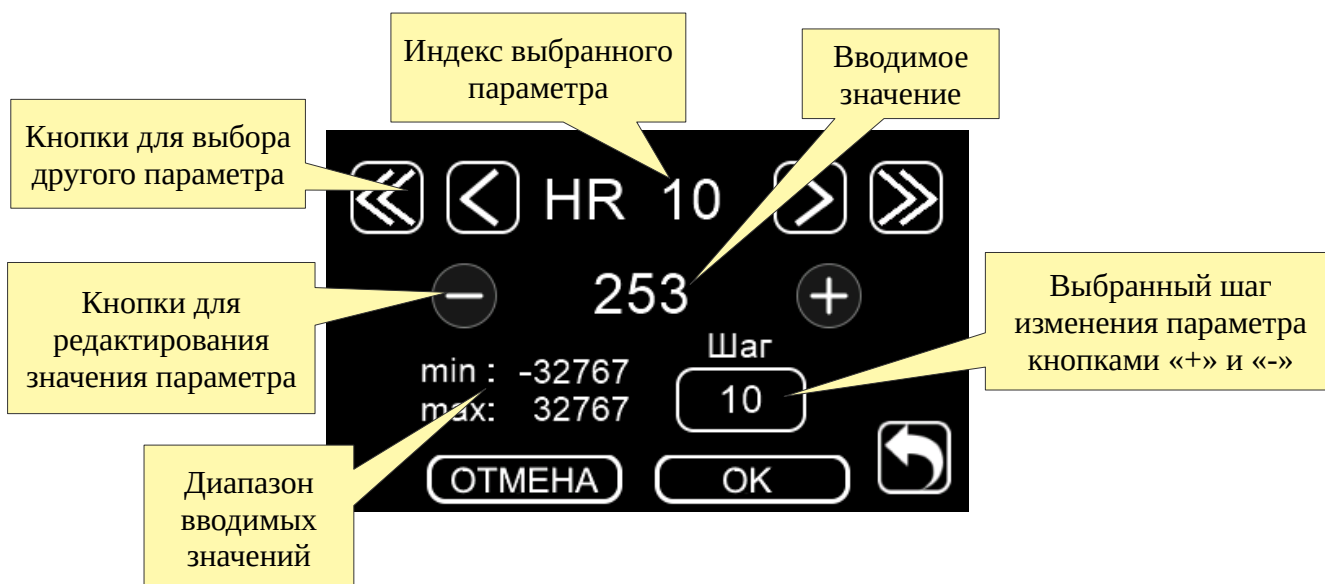 Индекс выбранного
параметра
Вводимое
значение
Кнопки для выбора
другого параметра
HR 10
Кнопки для
редактирования
значения параметра
253
Выбранный шаг
изменения параметра
кнопками «+» и «-»
Шаг
min : -32767
max: 32767
10
Диапазон
вводимых
значений
ОТМЕНА
OK